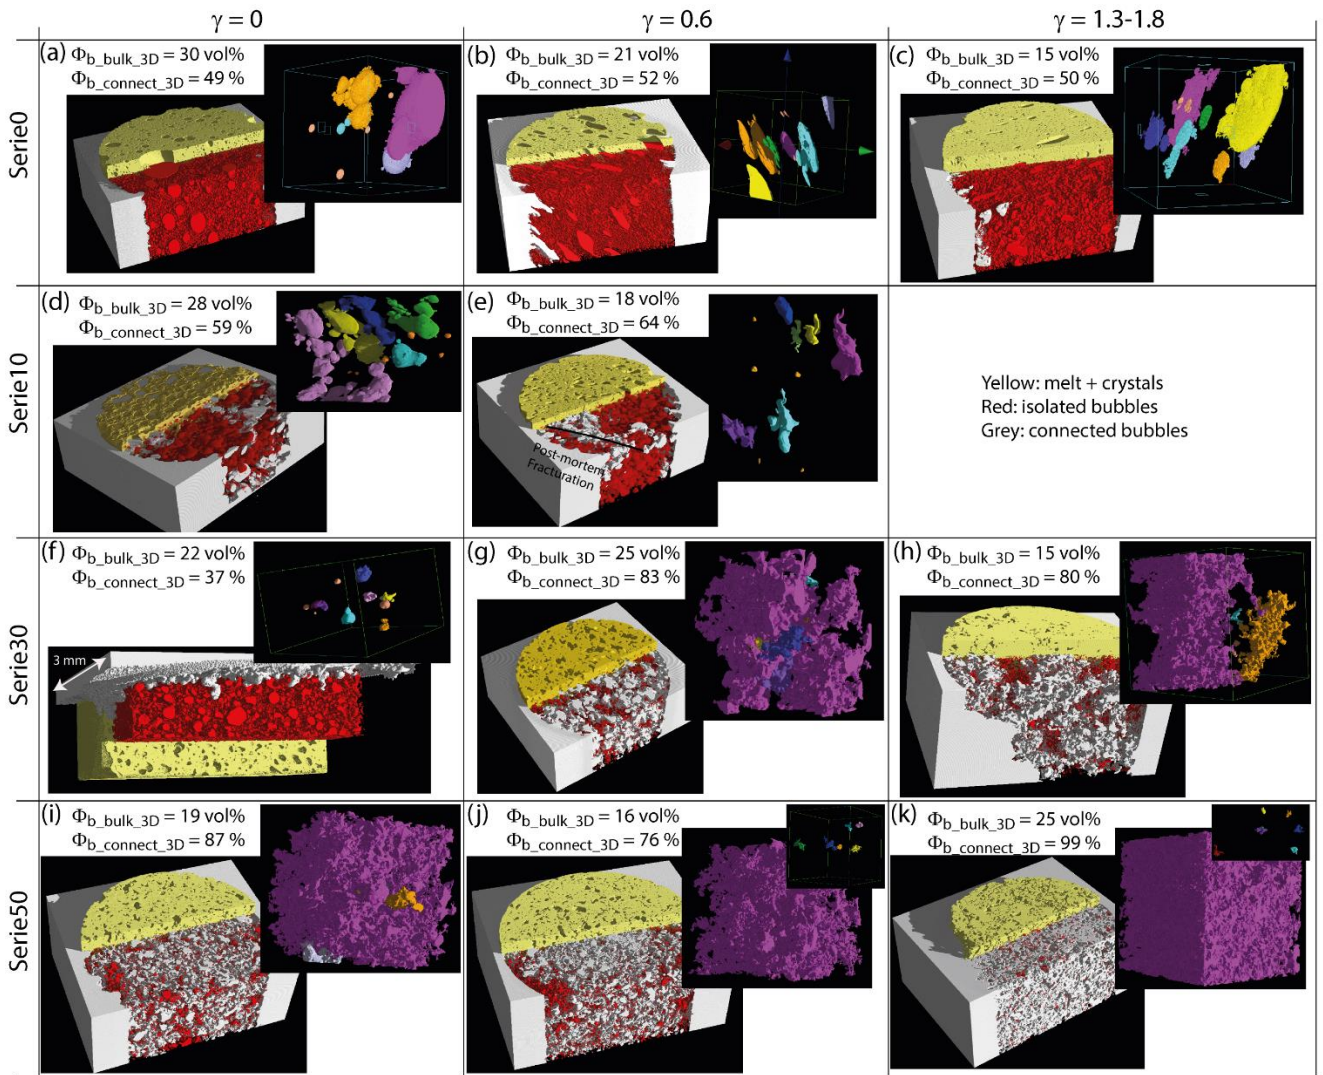 γ = 0
γ = 0.6
γ = 1.3-1.8
Serie0
(a) Φb_bulk_3D = 30 vol%
Φb_connect_3D = 49 %
(b) Φb_bulk_3D = 21 vol%
Φb_connect_3D = 52 %
(c) Φb_bulk_3D = 15 vol%
Φb_connect_3D = 50 %
Serie10
(d) Φb_bulk_3D = 28 vol%
Φb_connect_3D = 59 %
(e) Φb_bulk_3D = 18 vol%
Φb_connect_3D = 64 %
Post-mortem
Fracturation
Yellow: melt + crystals
Red: isolated bubbles
Grey: connected bubbles
Serie30
(f) Φb_bulk_3D = 22 vol%
Φb_connect_3D = 37 %
3 mm
(g) Φb_bulk_3D = 25 vol%
Φb_connect_3D = 83 %
(h) Φb_bulk_3D = 15 vol%
Φb_connect_3D = 80 %
Serie50
(i) Φb_bulk_3D = 19 vol%
Φb_connect_3D = 87 %
(j) Φb_bulk_3D = 16 vol%
Φb_connect_3D = 76 %
(k) Φb_bulk_3D = 25 vol%
Φb_connect_3D = 99 %